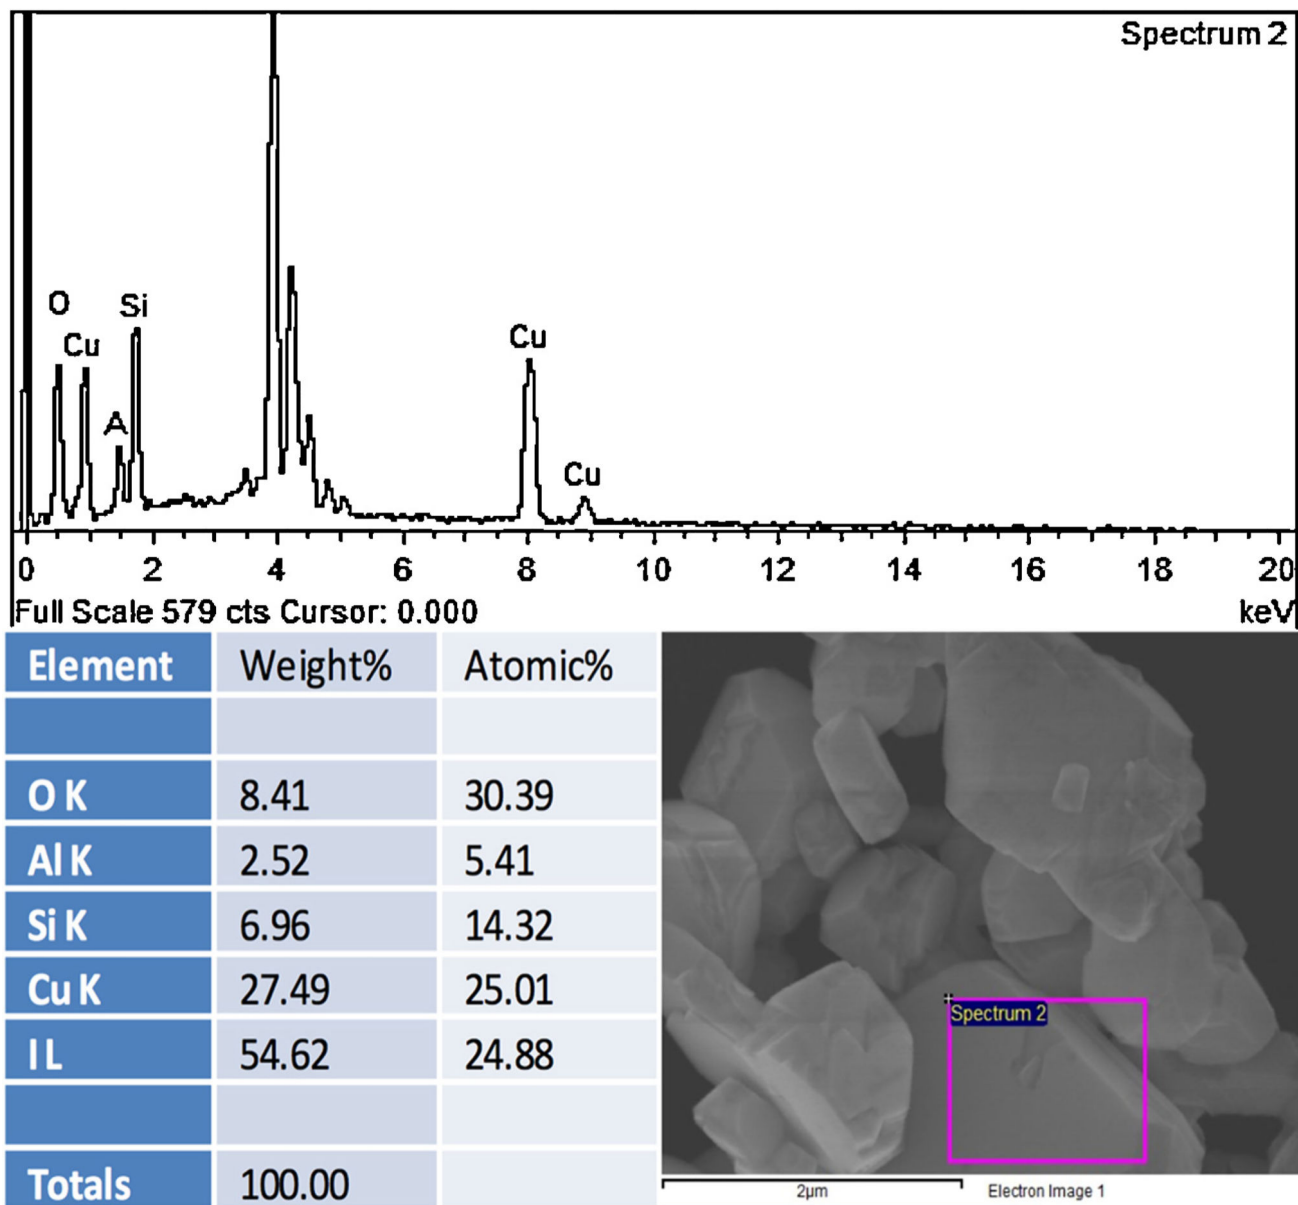 Spectrum 2
O
Cu
A
Si
Cu
Cu
0 2 4 6 8 10 12 14 16 18 20
Full Scale 579 cts Cursor: 0.000 keV
Element Weight% Atomic%
O K 8.41 30.39
Al K 2.52 5.41
Si K 6.96 14.32
Cu K 27.49 25.01
I L 54.62 24.88
Totals 100.00
Spectrum 2
2µm Electron Image 1